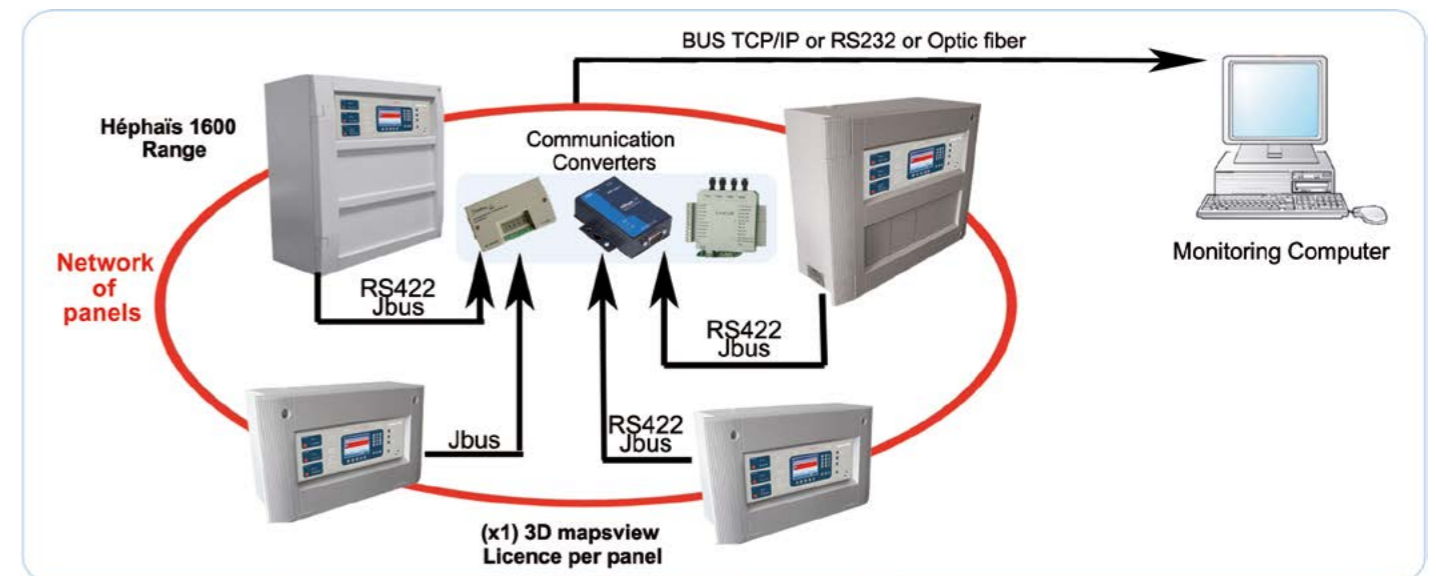 BUS TCP/IP or RS232 or Optic fiber
Héphaïs 1600
Range
Communication
Converters
Network
of
panels
RS422
Jbus
RS422
Jbus
Monitoring Computer
Jbus
RS422
Jbus
(x1) 3D mapsview
Licence per panel